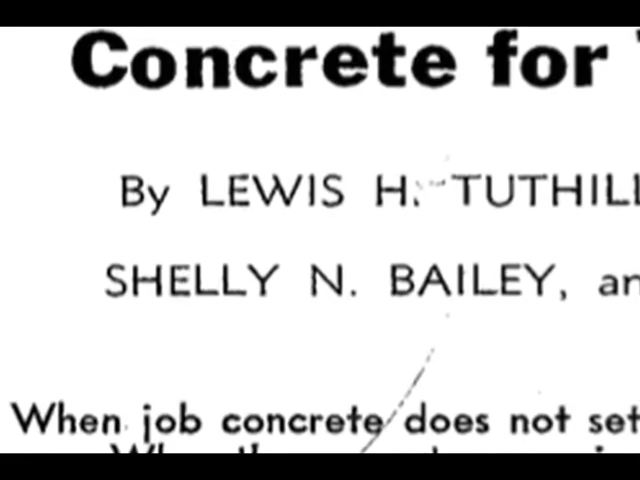 Concrete for
By LEWIS H. TUTHILL
SHELLY N. BAILEY, an
When job concrete does not set